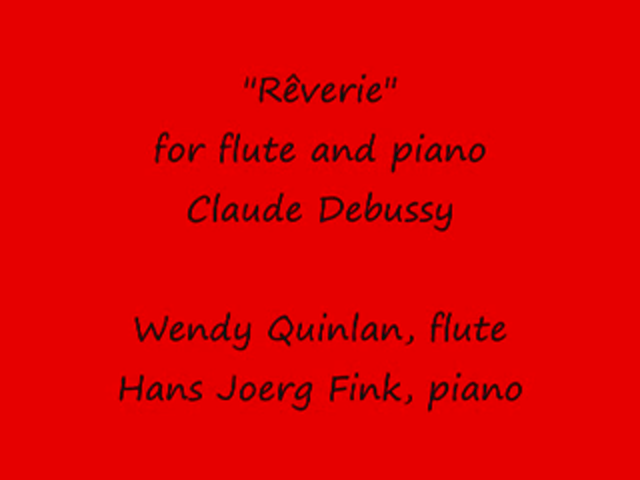 "Rêverie"
for flute and piano
Claude Debussy
Wendy Quinlan, flute
Hans Joerg Fink, piano